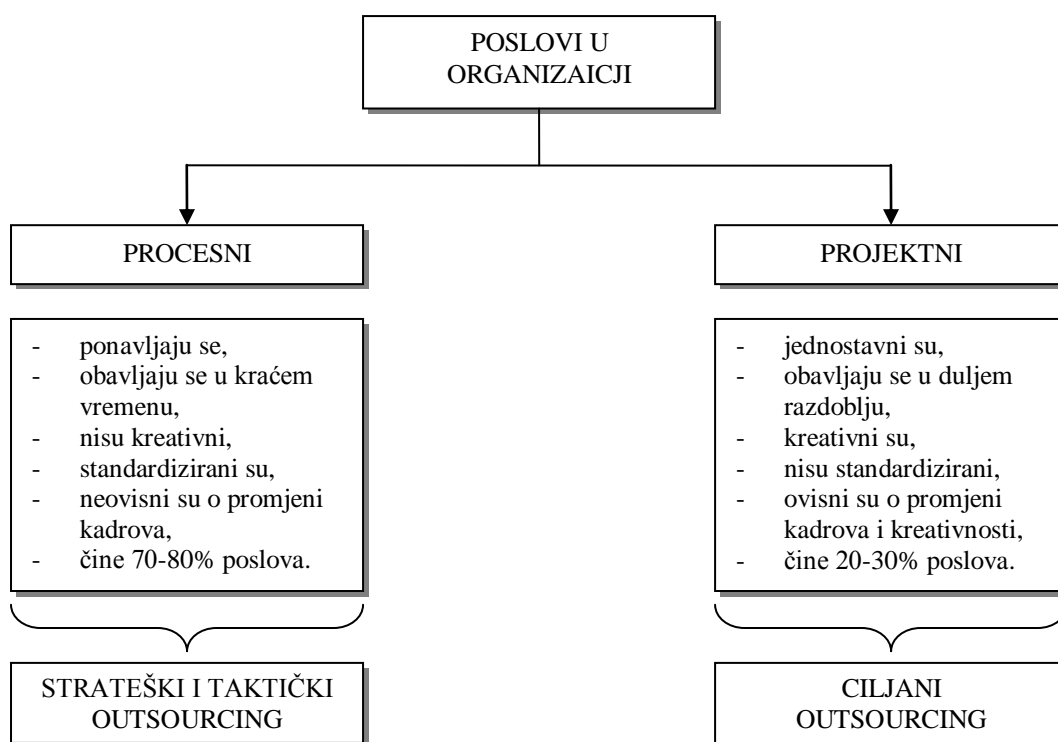 POSLOVI U
ORGANIZAICJI
PROCESNI
- ponavljaju se,
- obavljaju se u kraćem
vremenu,
- nisu kreativni,
- standardizirani su,
- neovisni su o promjeni
kadrova,
- čine 70-80% poslova.
STRATEŠKI I TAKTIČKI
OUTSOURCING
PROJEKTNI
- jednostavni su,
- obavljaju se u duljem
razdoblju,
- kreativni su,
- nisu standardizirani,
- ovisni su o promjeni
kadrova i kreativnosti,
- čine 20-30% poslova.
CILJANI
OUTSOURCING